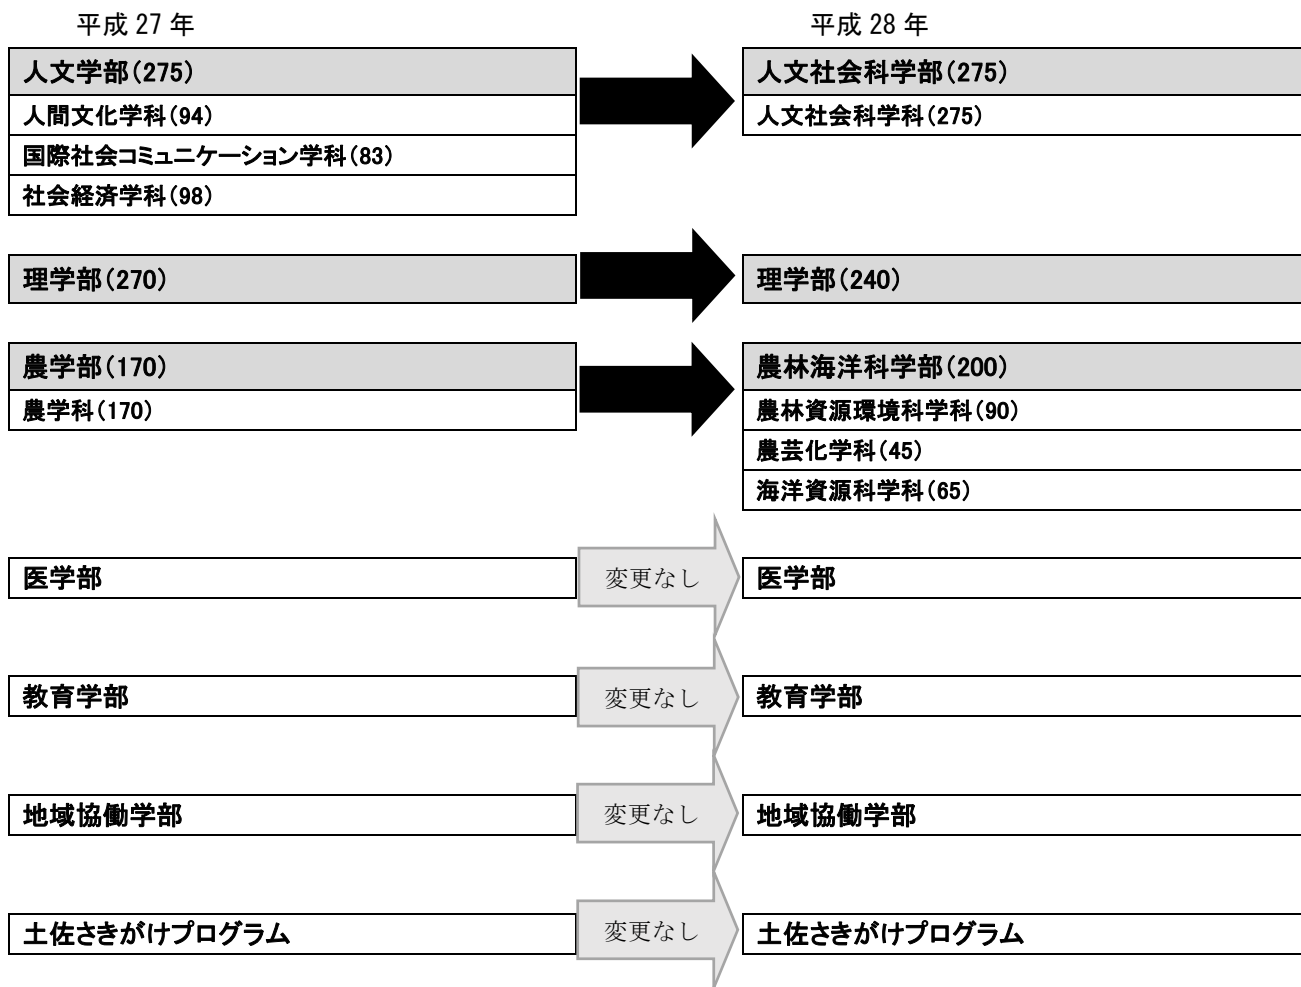 平成 27 年
平成 28 年
人文学部(275)
人間文化学科(94)
国際社会コミュニケーション学科(83)
社会経済学科(98)
人文社会科学部(275)
人文社会科学科(275)
理学部(270)
理学部(240)
農学部(170)
農学科(170)
農林海洋科学部(200)
農林資源環境科学科(90)
農芸化学科(45)
海洋資源科学科(65)
医学部
変更なし
医学部
教育学部
変更なし
教育学部
地域協働学部
変更なし
地域協働学部
土佐さきがけプログラム
変更なし
土佐さきがけプログラム